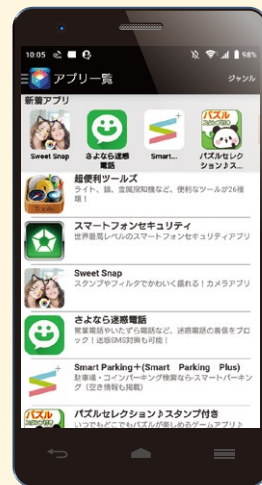 10:05
98%
アプリ一覧
ジャンル
新着アプリ
Sweet Snap
さよなら迷惑
電話
Smart...
パズルセレク
ション♪ス...
超便利ツールズ
ライト、鏡、金属探知機など、便利なツールが26種
類！
スマートフォンセキュリティ
世界最高レベルのスマートフォンセキュリティアプリ
Sweet Snap
スタンプやフィルタでかわいく盛れる！カメラアプリ
さよなら迷惑電話
営業電話やいたずら電話など、迷惑電話の着信をブロ
ック！迷惑SMS対策も可能！
Smart Parking＋(Smart Parking Plus)
駐車場・コインパーキング検索ならスマートパーキン
グ（空き情報も掲載）
パズルセレクション♪スタンプ付き
いつでもどこでもパズルが楽しめるゲームアプリ♪